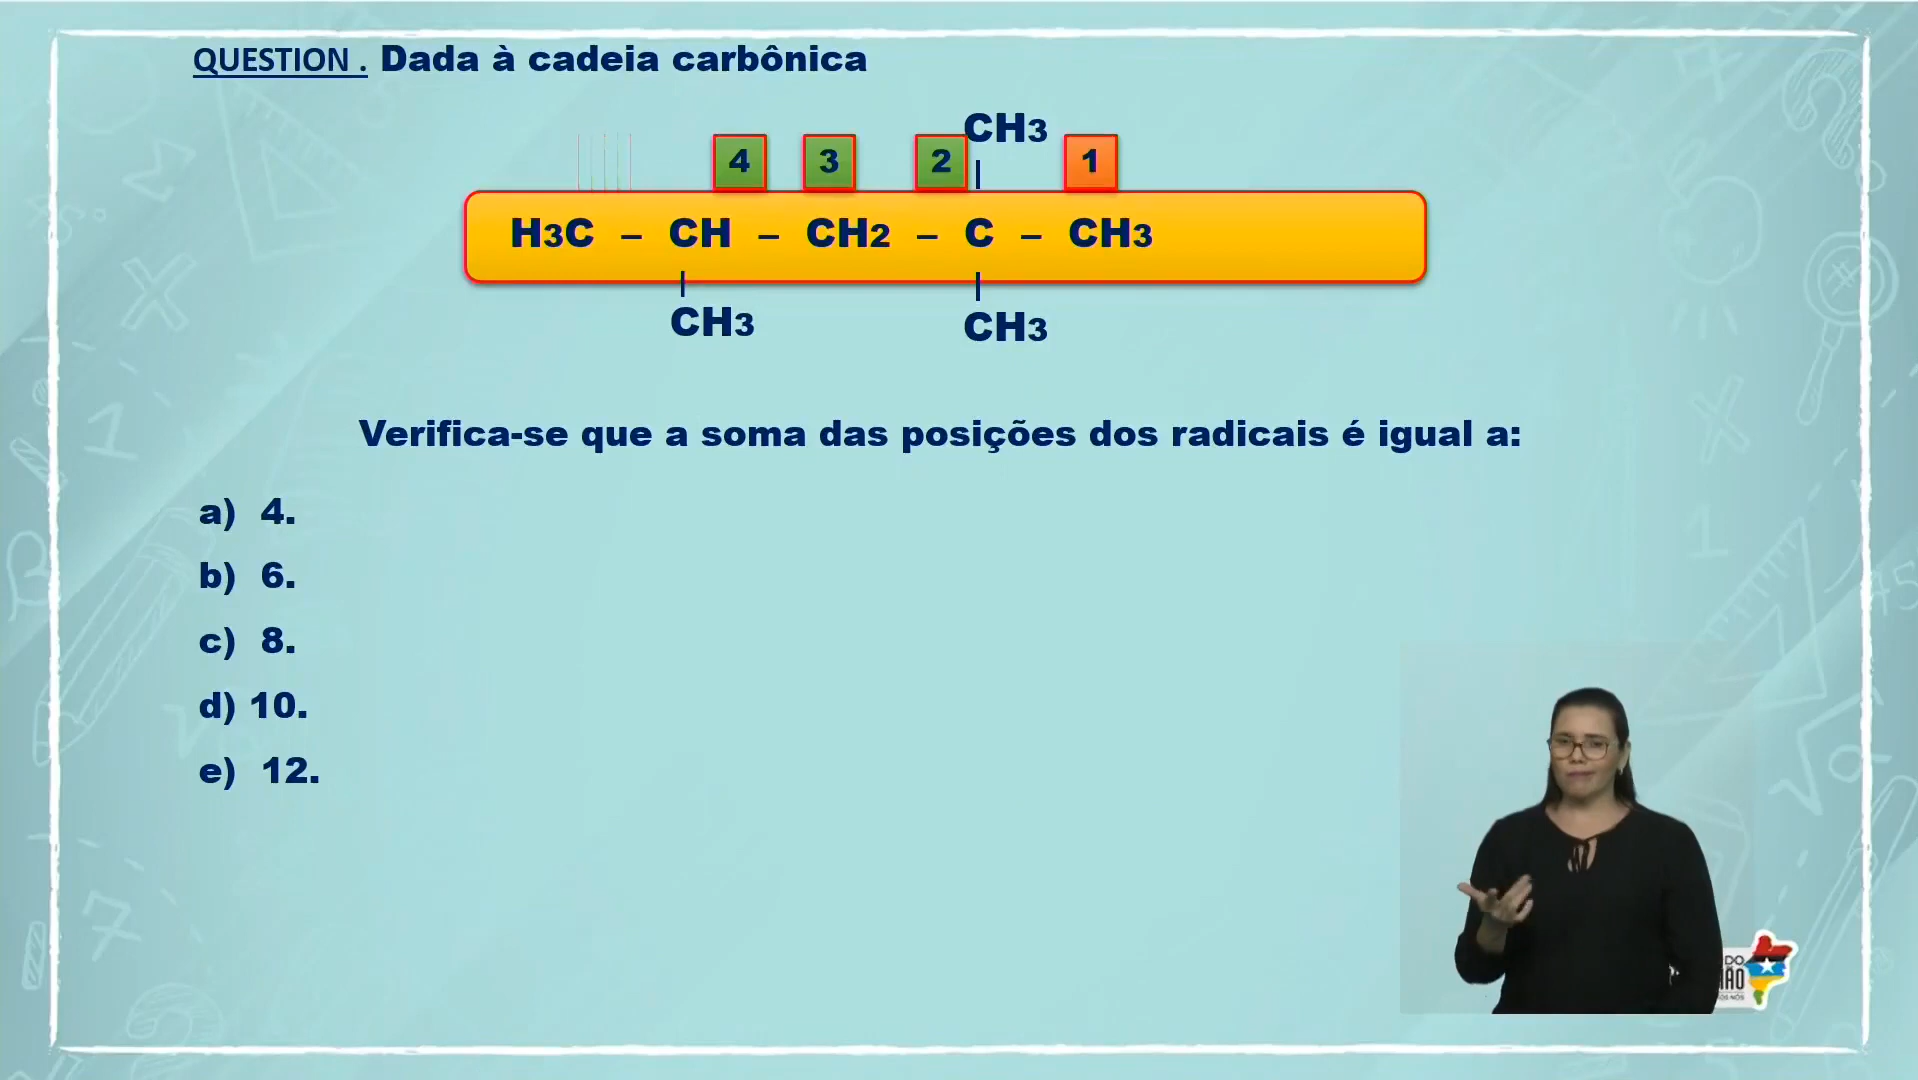 QUESTION . Dada à cadeia carbônica
CH3
4 3 2 1
H3C – CH – CH2 – C – CH3
CH3 CH3
Verifica-se que a soma das posições dos radicais é igual a:
a) 4.
b) 6.
c) 8.
d) 10.
e) 12.
DO